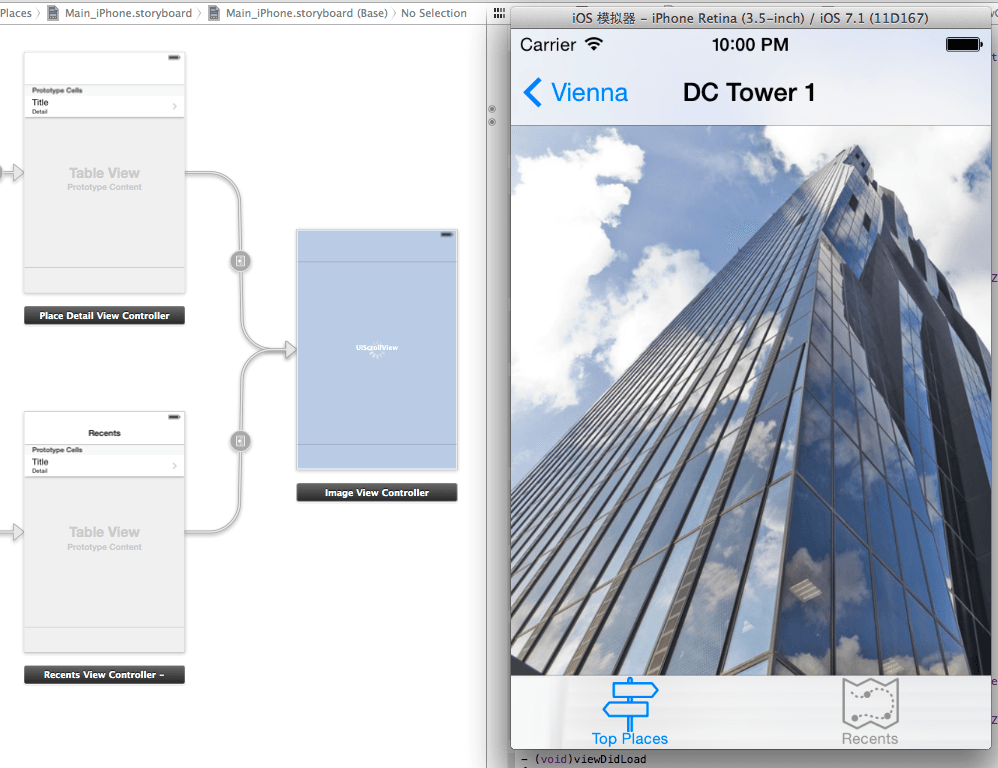 Places
Main_iPhone.storyboard
Main_iPhone.storyboard (Base)
No Selection
Prototype Cells
Title
Detail
Table View
Prototype Content
Place Detail View Controller
Recents
Prototype Cells
Title
Detail
Table View
Prototype Content
Recents View Controller –
UIScrollView
Image View Controller
iOS 模拟器 – iPhone Retina (3.5-inch) / iOS 7.1 (11D167)
Carrier
10:00 PM
Vienna
DC Tower 1
Top Places
Recents
– (void)viewDidLoad